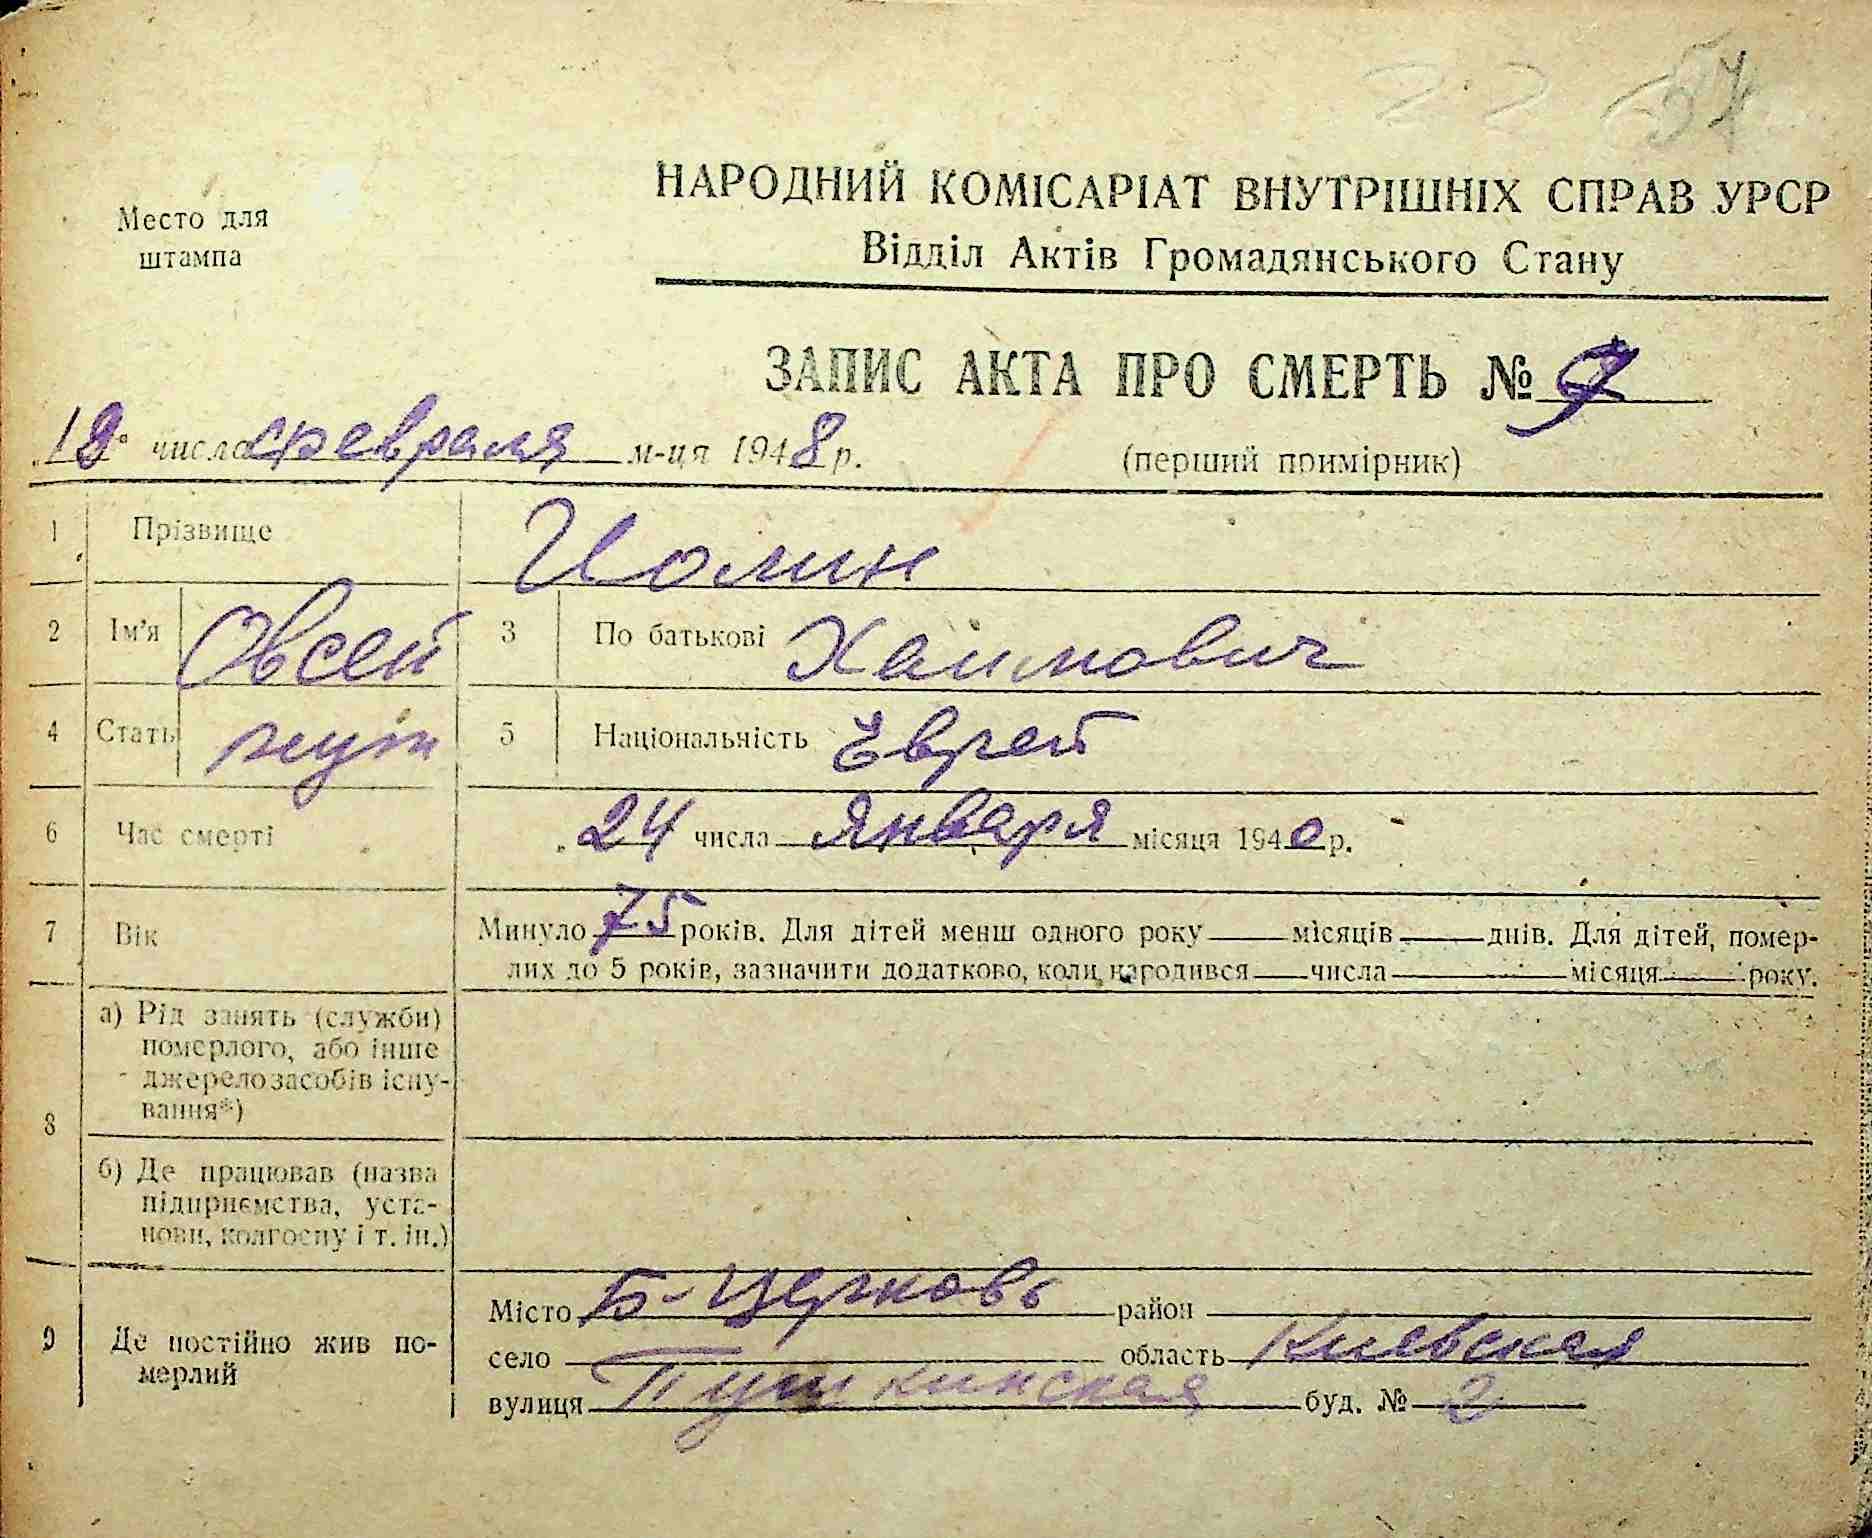 57
Место для
штампа
НАРОДНИЙ КОМІСАРІАТ ВНУТРІШНІХ СПРАВ УРСР
Відділ Актів Громадянського Стану
ЗАПИС АКТА ПРО СМЕРТЬ №
„12" числа февраля м-ця 1948 р.
(перший примірник)
1 Прізвище Иолин
2 Ім'я Овсей 3 По батькові Хаимович
4 Стать муж 5 Національність Еврей
6 Час смерті „24 числа января місяця 1940 р.
7 Вік Минуло 75 років. Для дітей менш одного року місяців днів. Для дітей, помер-
лих до 5 років, зазначити додатково, коли народився числа місяця року.
8 а) Рід занять (служби)
померлого, або інше
джерело засобів існу-
вання*)
б) Де працював (назва
підприємства, уста-
нови, колгоспу і т. ін.)
9 Де постійно жив по-
мерлий
Місто Б-Церковь район
село область Киевская
вулиця Пушкинская буд. № 2